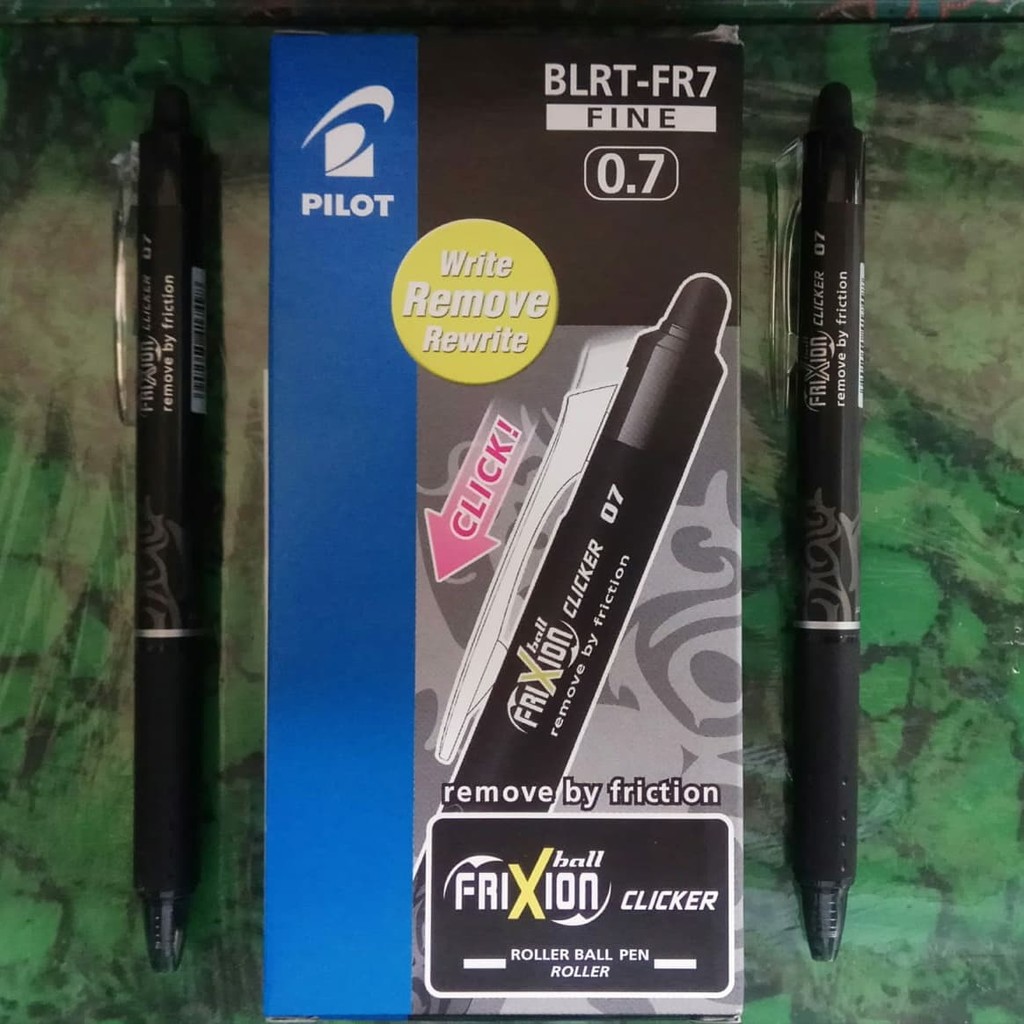 PILOT
BLRT-FR7
FINE
0.7
Write
Remove
Rewrite
CLICK!
FRIXION ball CLICKER 07
remove by friction
remove by friction
FRIXION ball CLICKER
ROLLER BALL PEN
ROLLER
FRIXION CLICKER 07
remove by friction
FRIXION ball CLICKER 07
remove by friction